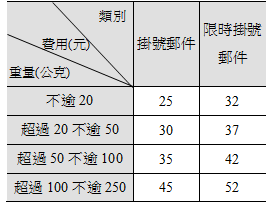 類別
費用(元)
重量(公克)
掛號郵件
限時掛號
郵件
不逾 20 25 32
超過 20 不逾 50 30 37
超過 50 不逾 100 35 42
超過 100 不逾 250 45 52